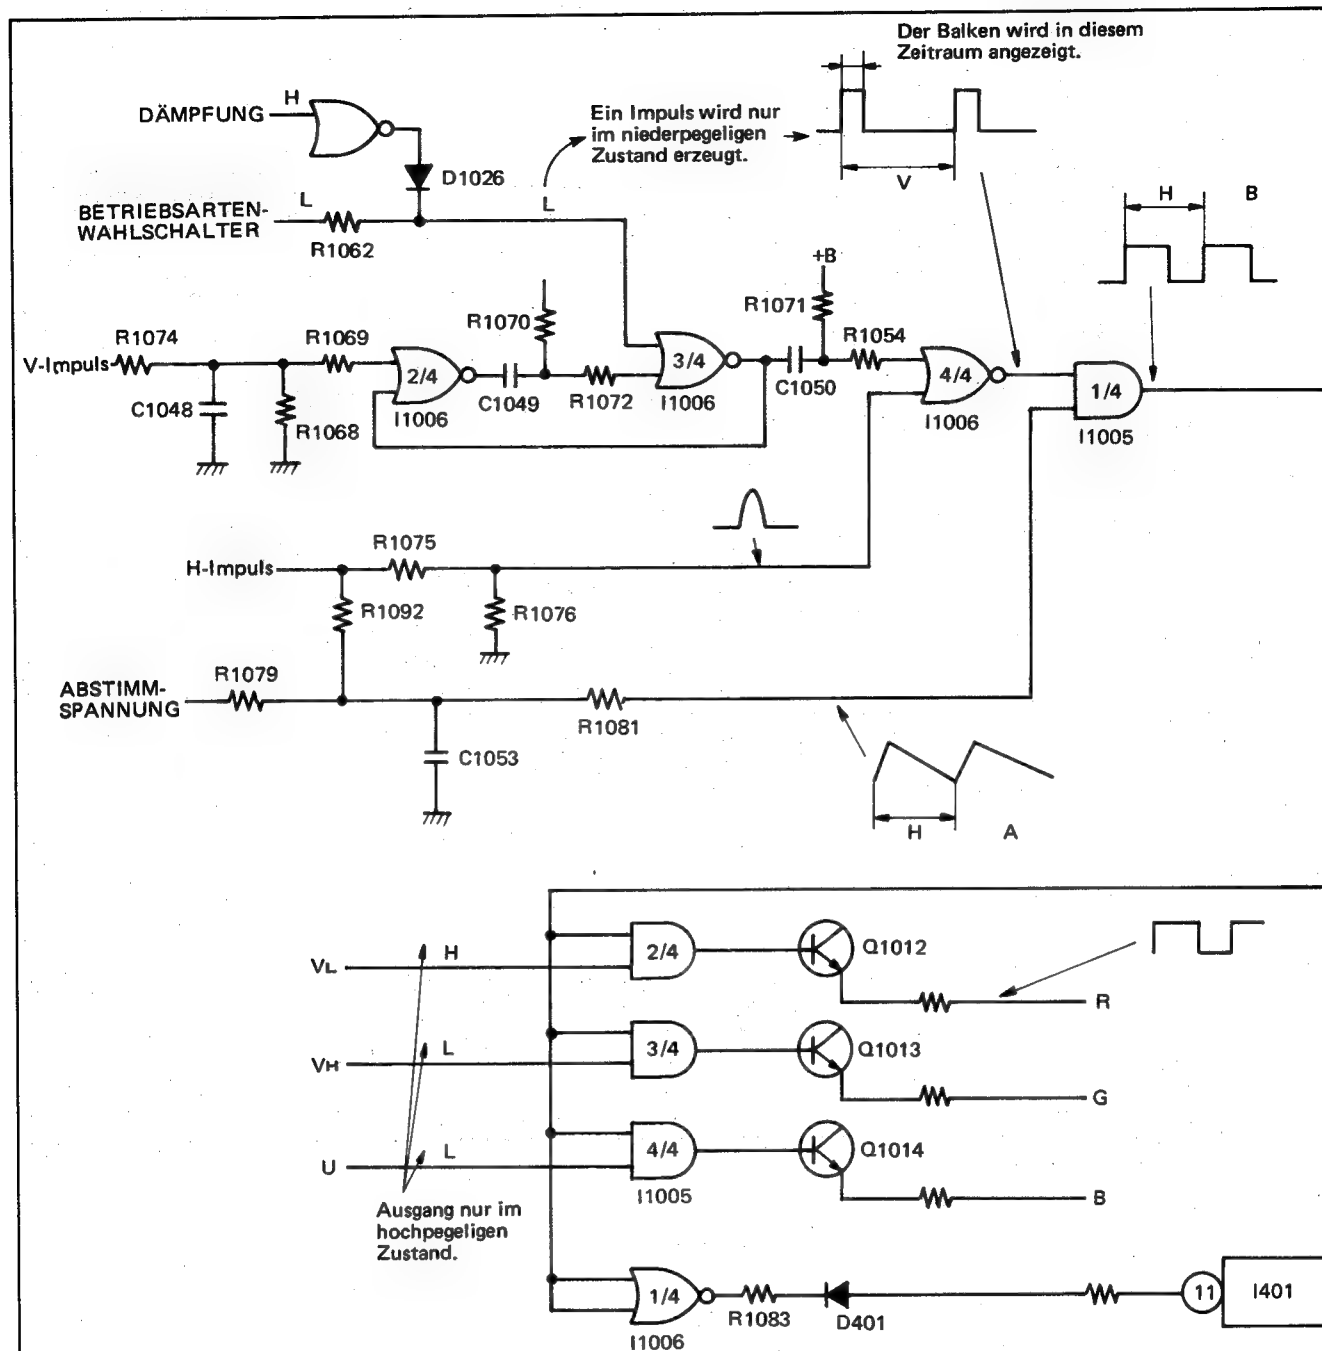 Der Balken wird in diesem
Zeitraum angezeigt.
H
DÄMPFUNG
Ein Impuls wird nur
im niederpegeligen
Zustand erzeugt.
D1026
V
BETRIEBSARTEN-
WAHLSCHALTER
L
L
R1062
H
B
+B
R1071
R1070
R1054
R1074
R1069
V-Impuls
2/4
3/4
4/4
1/4
C1048
R1068
I1006
C1049
R1072
I1006
C1050
I1006
I1005
R1075
H-Impuls
R1092
R1076
R1079
ABSTIMM-
SPANNUNG
R1081
C1053
H
A
VL
H
2/4
Q1012
R
VH
L
3/4
Q1013
G
U
L
4/4
Q1014
I1005
B
Ausgang nur im
hochpegeligen
Zustand.
1/4
I1006
R1083
D401
11
I401